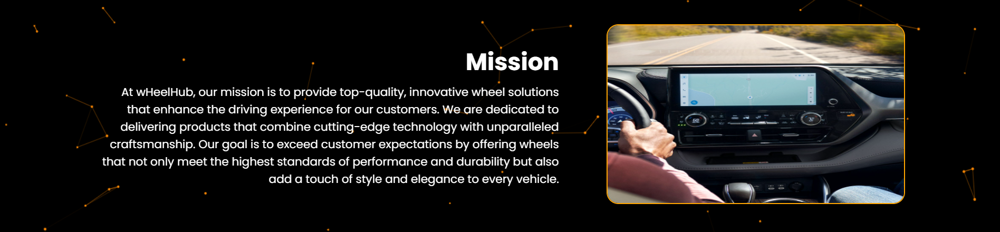 Mission
At wHeelHub, our mission is to provide top-quality, innovative wheel solutions
that enhance the driving experience for our customers. We are dedicated to
delivering products that combine cutting-edge technology with unparalleled
craftsmanship. Our goal is to exceed customer expectations by offering wheels
that not only meet the highest standards of performance and durability but also
add a touch of style and elegance to every vehicle.